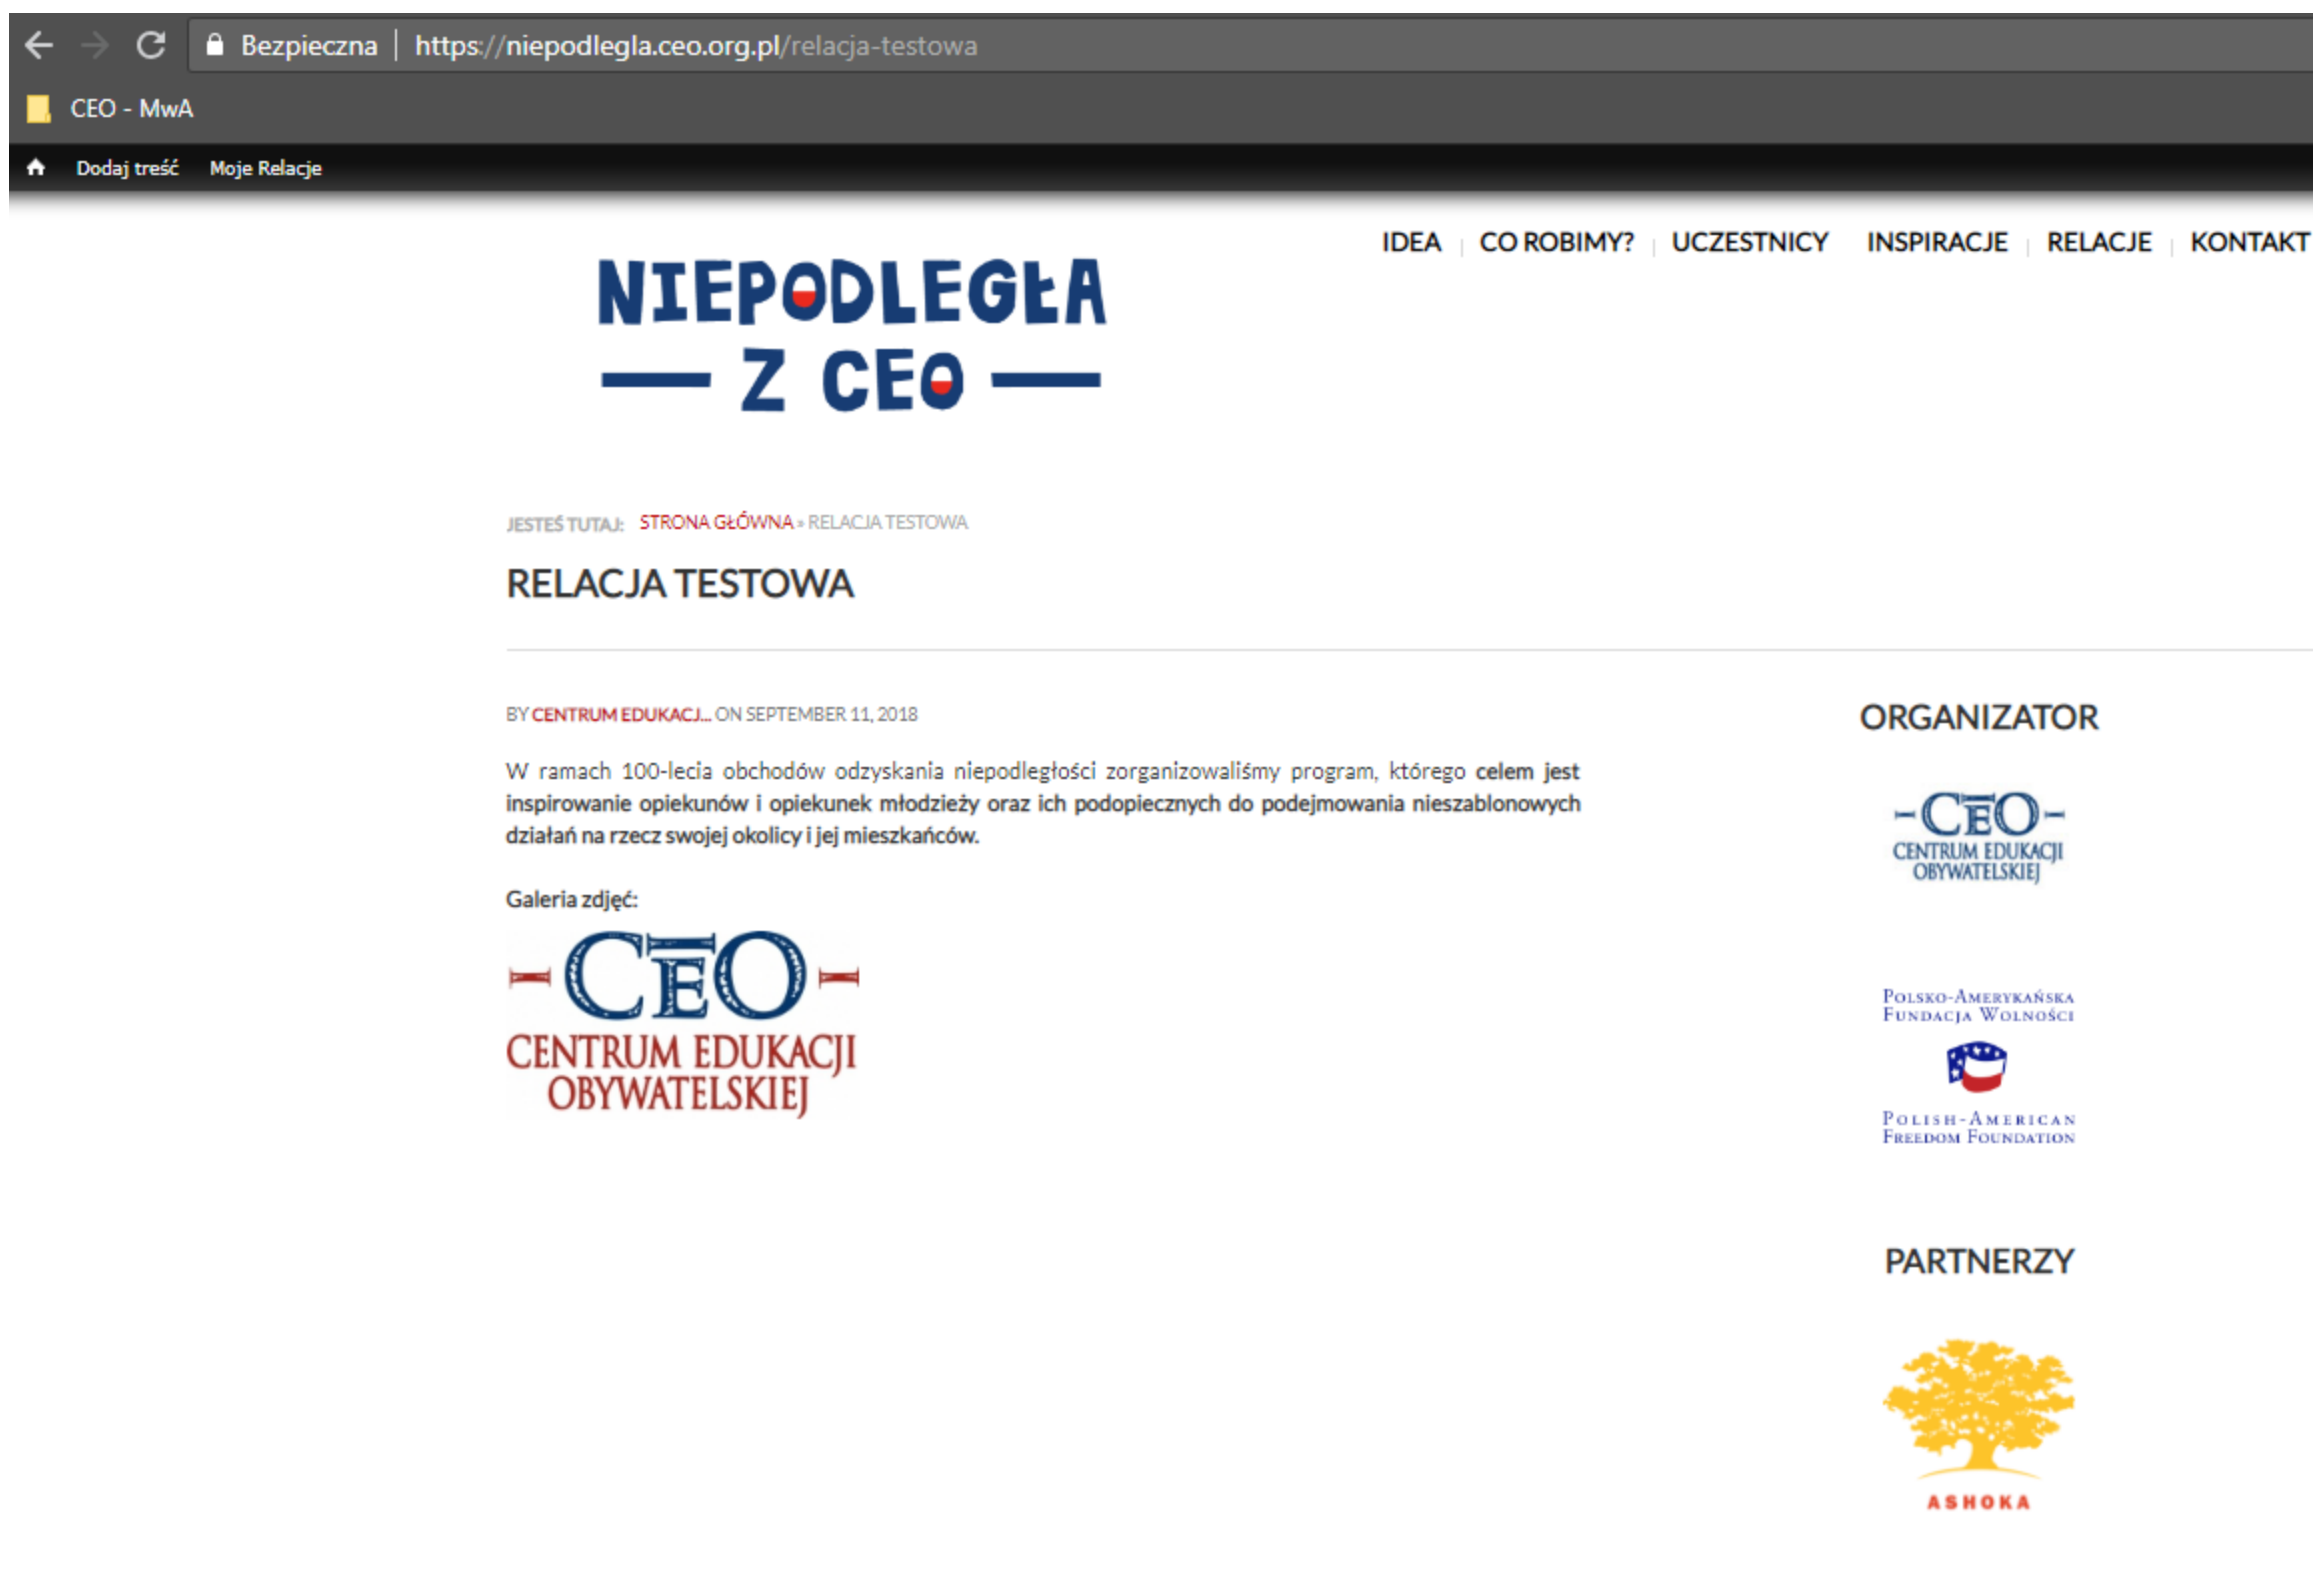 Bezpieczna | https://niepodlegla.ceo.org.pl/relacja-testowa
CEO - MwA
Dodaj treść Moje Relacje
IDEA | CO ROBIMY? | UCZESTNICY INSPIRACJE | RELACJE | KONTAKT
NIEPODLEGŁA
— Z CEO —
JESTEŚ TUTAJ: STRONA GŁÓWNA » RELACJA TESTOWA
RELACJA TESTOWA
BY CENTRUM EDUKACJ... ON SEPTEMBER 11, 2018
W ramach 100-lecia obchodów odzyskania niepodległości zorganizowaliśmy program, którego celem jest
inspirowanie opiekunów i opiekunek młodzieży oraz ich podopiecznych do podejmowania nieszablonowych
działań na rzecz swojej okolicy i jej mieszkańców.
Galeria zdjęć:
CEO
CENTRUM EDUKACJI
OBYWATELSKIEJ
ORGANIZATOR
CEO
CENTRUM EDUKACJI
OBYWATELSKIEJ
POLSKO-AMERYKAŃSKA
FUNDACJA WOLNOŚCI
POLISH-AMERICAN
FREEDOM FOUNDATION
PARTNERZY
ASHOKA